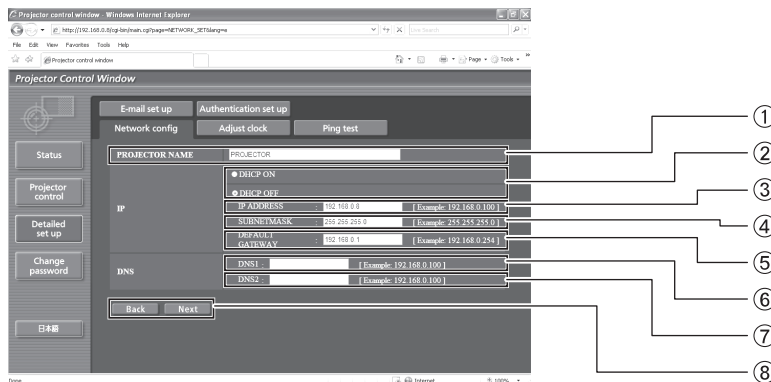 Projector control window - Windows Internet Explorer
http://192.168.0.8/cgi-bin/main.cgi?page=NETWORK_SET&lang=e
Live Search
File Edit View Favorites Tools Help
Projector control window
Page Tools
Projector Control Window
E-mail set up Authentication set up
Network config Adjust clock Ping test
Status
Projector control
Detailed set up
Change password
日本語
PROJECTOR NAME PROJECTOR
IP
DHCP ON
DHCP OFF
IP ADDRESS : 192.168.0.8 [ Example: 192.168.0.100 ]
SUBNETMASK : 255.255.255.0 [ Example: 255.255.255.0 ]
DEFAULT GATEWAY : 192.168.0.1 [ Example: 192.168.0.254 ]
DNS
DNS1 : [ Example: 192.168.0.100 ]
DNS2 : [ Example: 192.168.0.100 ]
Back Next
Done Internet 100%
①
②
③
④
⑤
⑥
⑦
⑧